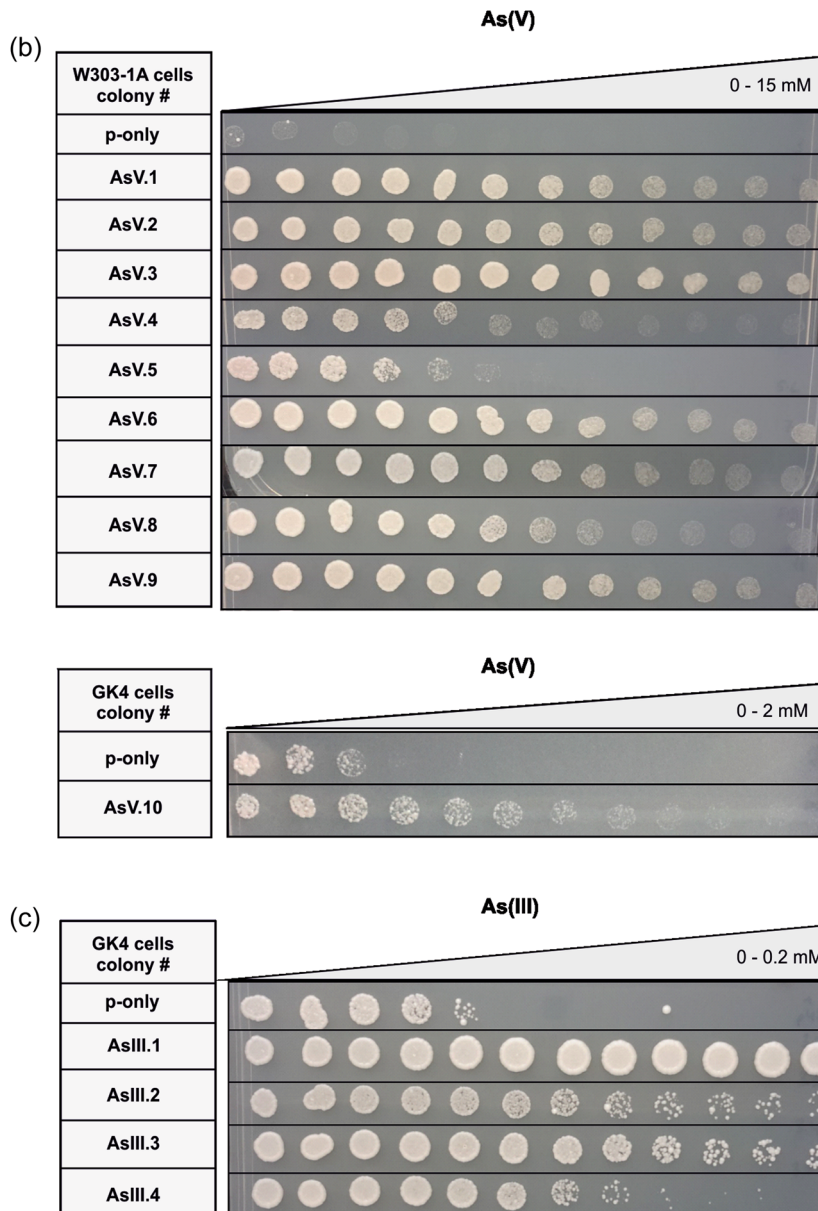 As(V)
(b)
W303-1A cells
colony #
0 - 15 mM
p-only
AsV.1
AsV.2
AsV.3
AsV.4
AsV.5
AsV.6
AsV.7
AsV.8
AsV.9
As(V)
GK4 cells
colony #
0 - 2 mM
p-only
AsV.10
(c)
As(III)
GK4 cells
colony #
0 - 0.2 mM
p-only
AsIII.1
AsIII.2
AsIII.3
AsIII.4